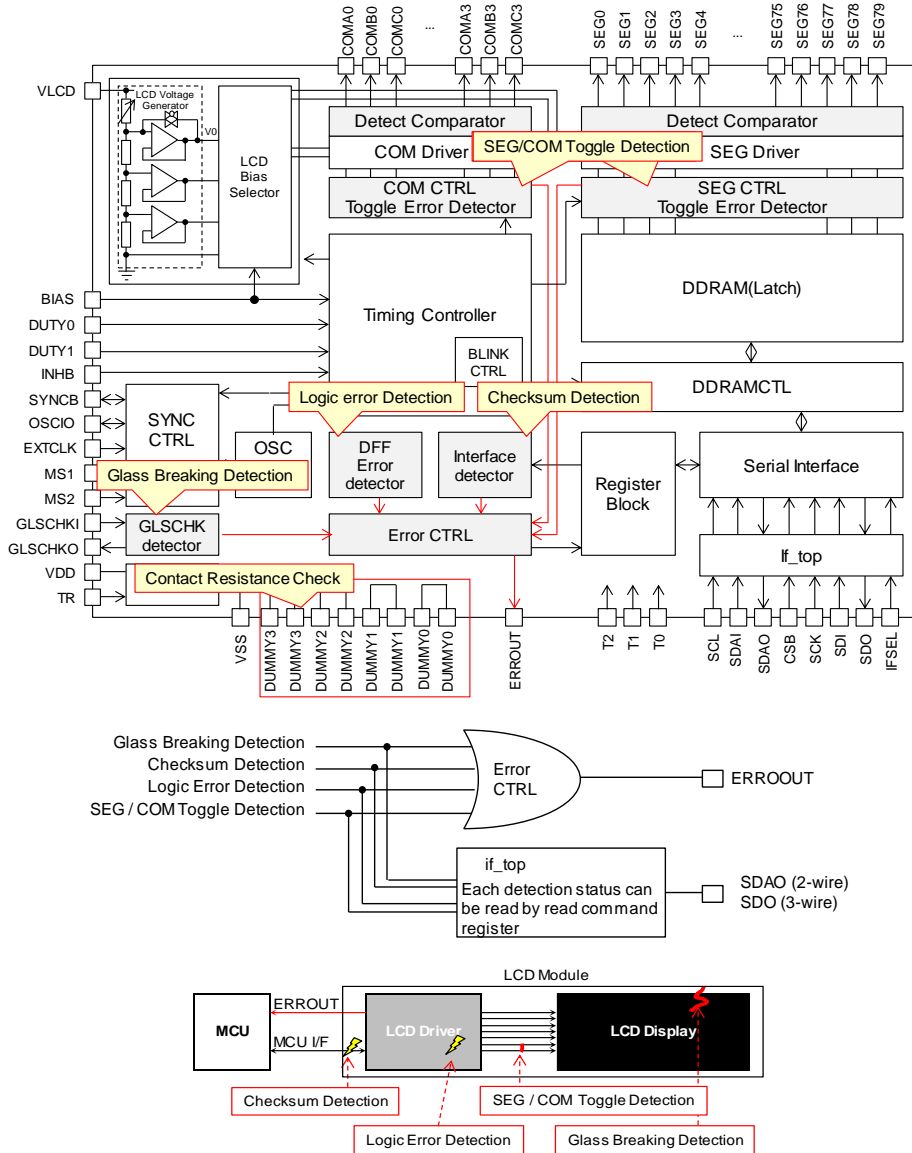 COMA0
COMB0
COMC0
...
COMA3
COMB3
COMC3
SEG0
SEG1
SEG2
SEG3
SEG4
...
SEG75
SEG76
SEG77
SEG78
SEG79
VLCD
LCD Voltage
Generator
V0
LCD
Bias
Selector
Detect Comparator
COM Driver
COM CTRL
Toggle Error Detector
SEG/COM Toggle Detection
Detect Comparator
SEG Driver
SEG CTRL
Toggle Error Detector
BIAS
DUTY0
DUTY1
INHB
SYNCB
OSCIO
EXTCLK
MS1
MS2
GLSCHKI
GLSCHKO
VDD
TR
Timing Controller
BLINK
CTRL
DDRAM(Latch)
DDRAMCTL
SYNC
CTRL
OSC
Logic error Detection
Checksum Detection
Glass Breaking Detection
DFF
Error
detector
Interface
detector
Register
Block
Serial Interface
GLSCHK
detector
Error CTRL
If_top
Contact Resistance Check
VSS
DUMMY3
DUMMY3
DUMMY2
DUMMY2
DUMMY1
DUMMY1
DUMMY0
DUMMY0
ERROUT
T2
T1
T0
SCL
SDAI
SDAO
CSB
SCK
SDI
SDO
IFSEL
Glass Breaking Detection
Checksum Detection
Logic Error Detection
SEG / COM Toggle Detection
Error
CTRL
ERROOUT
if_top
Each detection status can
be read by read command
register
SDAO (2-wire)
SDO (3-wire)
LCD Module
MCU
ERROUT
MCU I/F
LCD Driver
LCD Display
Checksum Detection
SEG / COM Toggle Detection
Logic Error Detection
Glass Breaking Detection